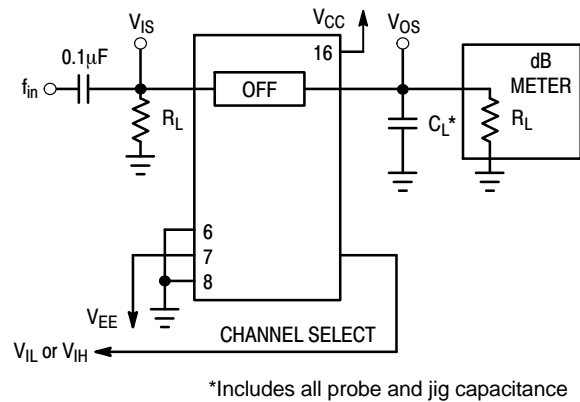 V_IS
V_CC
V_OS
16
0.1μF
f_in
R_L
OFF
C_L*
dB
METER
R_L
6
7
8
V_EE
V_IL or V_IH
CHANNEL SELECT
*Includes all probe and jig capacitance